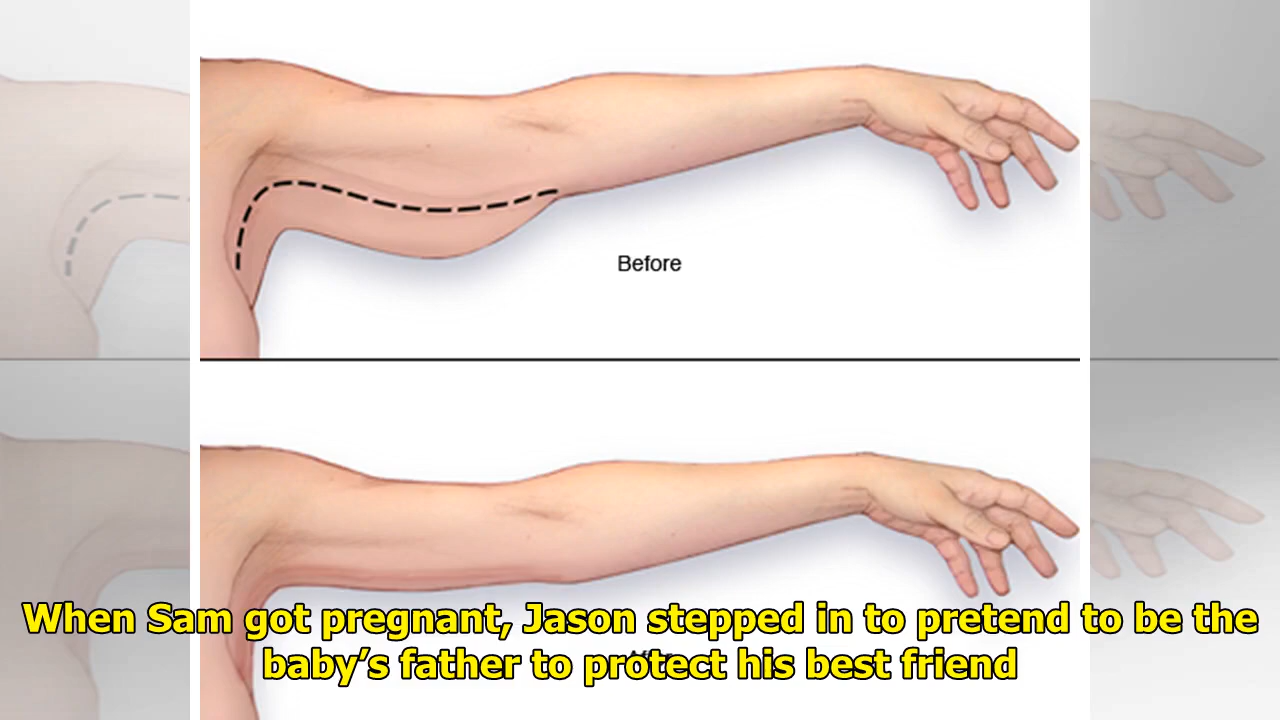 Before
When Sam got pregnant, Jason stepped in to pretend to be the
baby’s father to protect his best friend